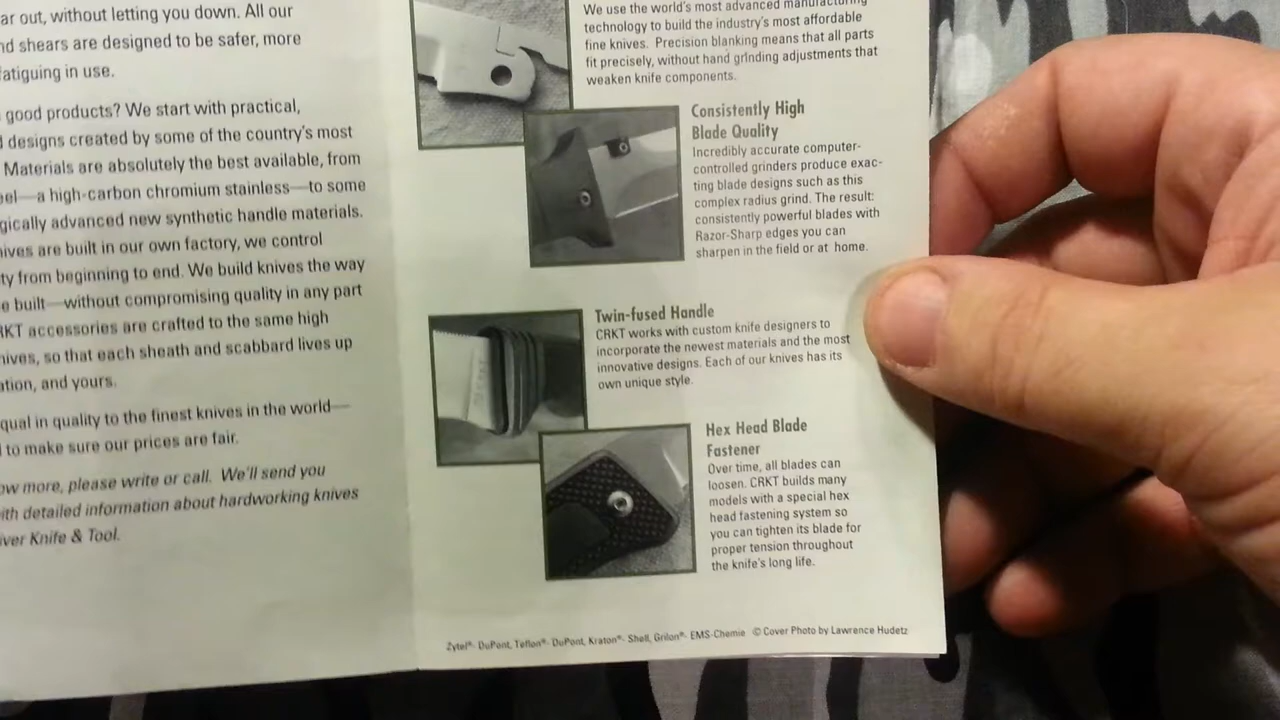 ar out, without letting you down. All our
nd shears are designed to be safer, more
fatiguing in use.
good products? We start with practical,
designs created by some of the country's most
Materials are absolutely the best available, from
eel—a high-carbon chromium stainless—to some
gically advanced new synthetic handle materials.
nives are built in our own factory, we control
ty from beginning to end. We build knives the way
e built—without compromising quality in any part
RKT accessories are crafted to the same high
nives, so that each sheath and scabbard lives up
ation, and yours.
qual in quality to the finest knives in the world—
to make sure our prices are fair.
ow more, please write or call. We'll send you
ith detailed information about hardworking knives
iver Knife & Tool.
We use the world's most advanced manufacturing
technology to build the industry's most affordable
fine knives. Precision blanking means that all parts
fit precisely, without hand grinding adjustments that
weaken knife components.
Consistently High
Blade Quality
Incredibly accurate computer-
controlled grinders produce exac-
ting blade designs such as this
complex radius grind. The result:
consistently powerful blades with
Razor-Sharp edges you can
sharpen in the field or at home.
Twin-fused Handle
CRKT works with custom knife designers to
incorporate the newest materials and the most
innovative designs. Each of our knives has its
own unique style.
Hex Head Blade
Fastener
Over time, all blades can
loosen. CRKT builds many
models with a special hex
head fastening system so
you can tighten its blade for
proper tension throughout
the knife's long life.
Zytel®- DuPont, Teflon®- DuPont, Kraton®- Shell, Grilon®- EMS-Chemie © Cover Photo by Lawrence Hudetz